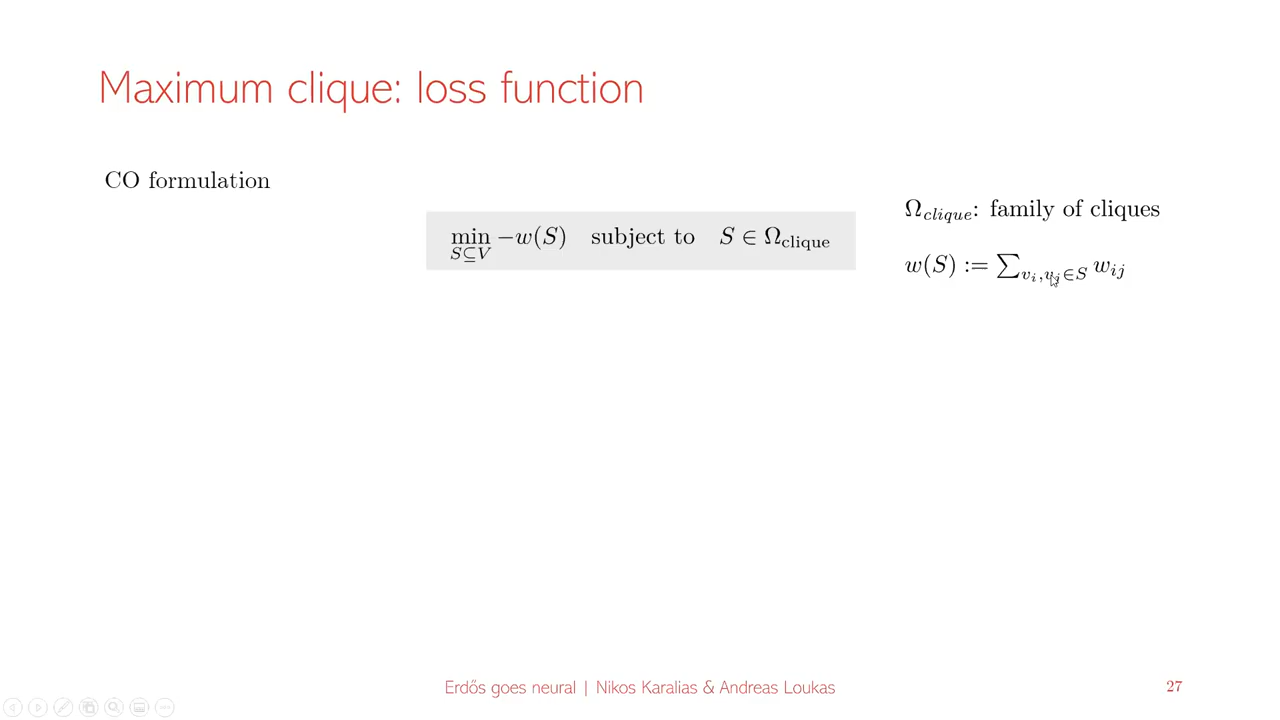 Maximum clique: loss function
CO formulation
Ω_clique: family of cliques
min_{S⊆V} −w(S) subject to S ∈ Ω_clique
w(S) := ∑_{v_i,v_j∈S} w_ij
Erdős goes neural | Nikos Karalias & Andreas Loukas
27